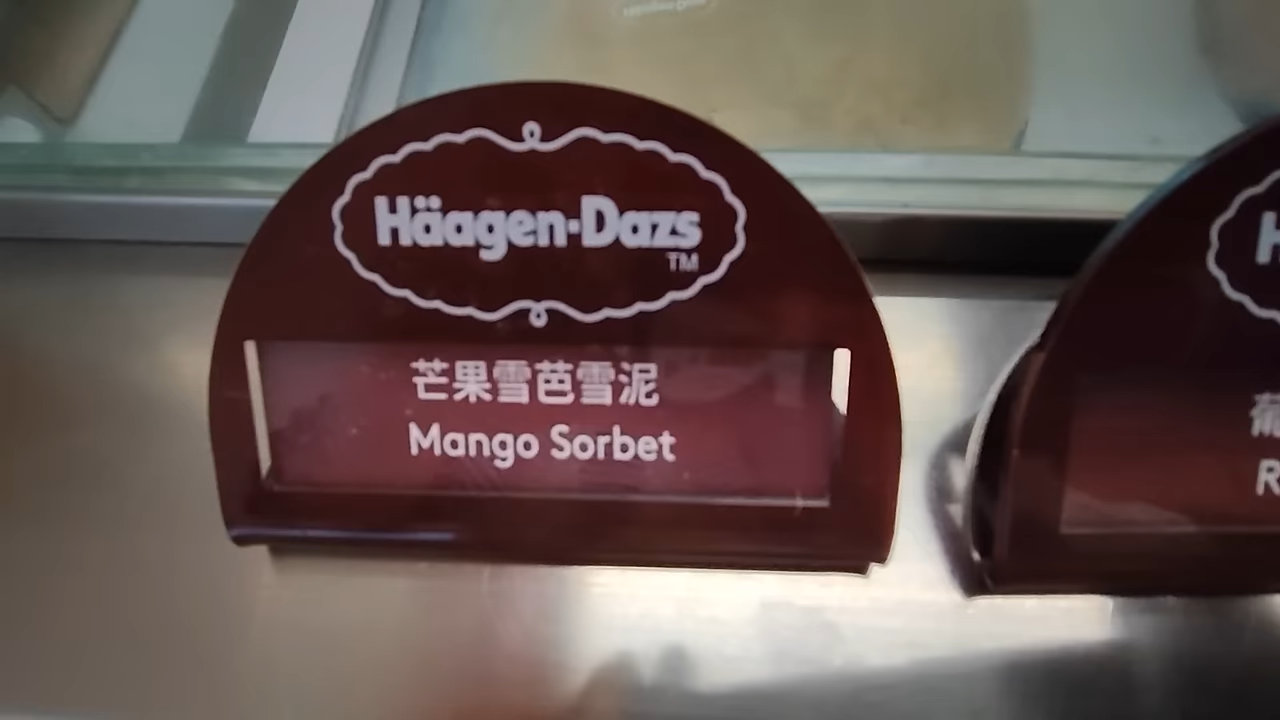 Häagen-Dazs
TM
芒果雪芭雪泥
Mango Sorbet
H
R